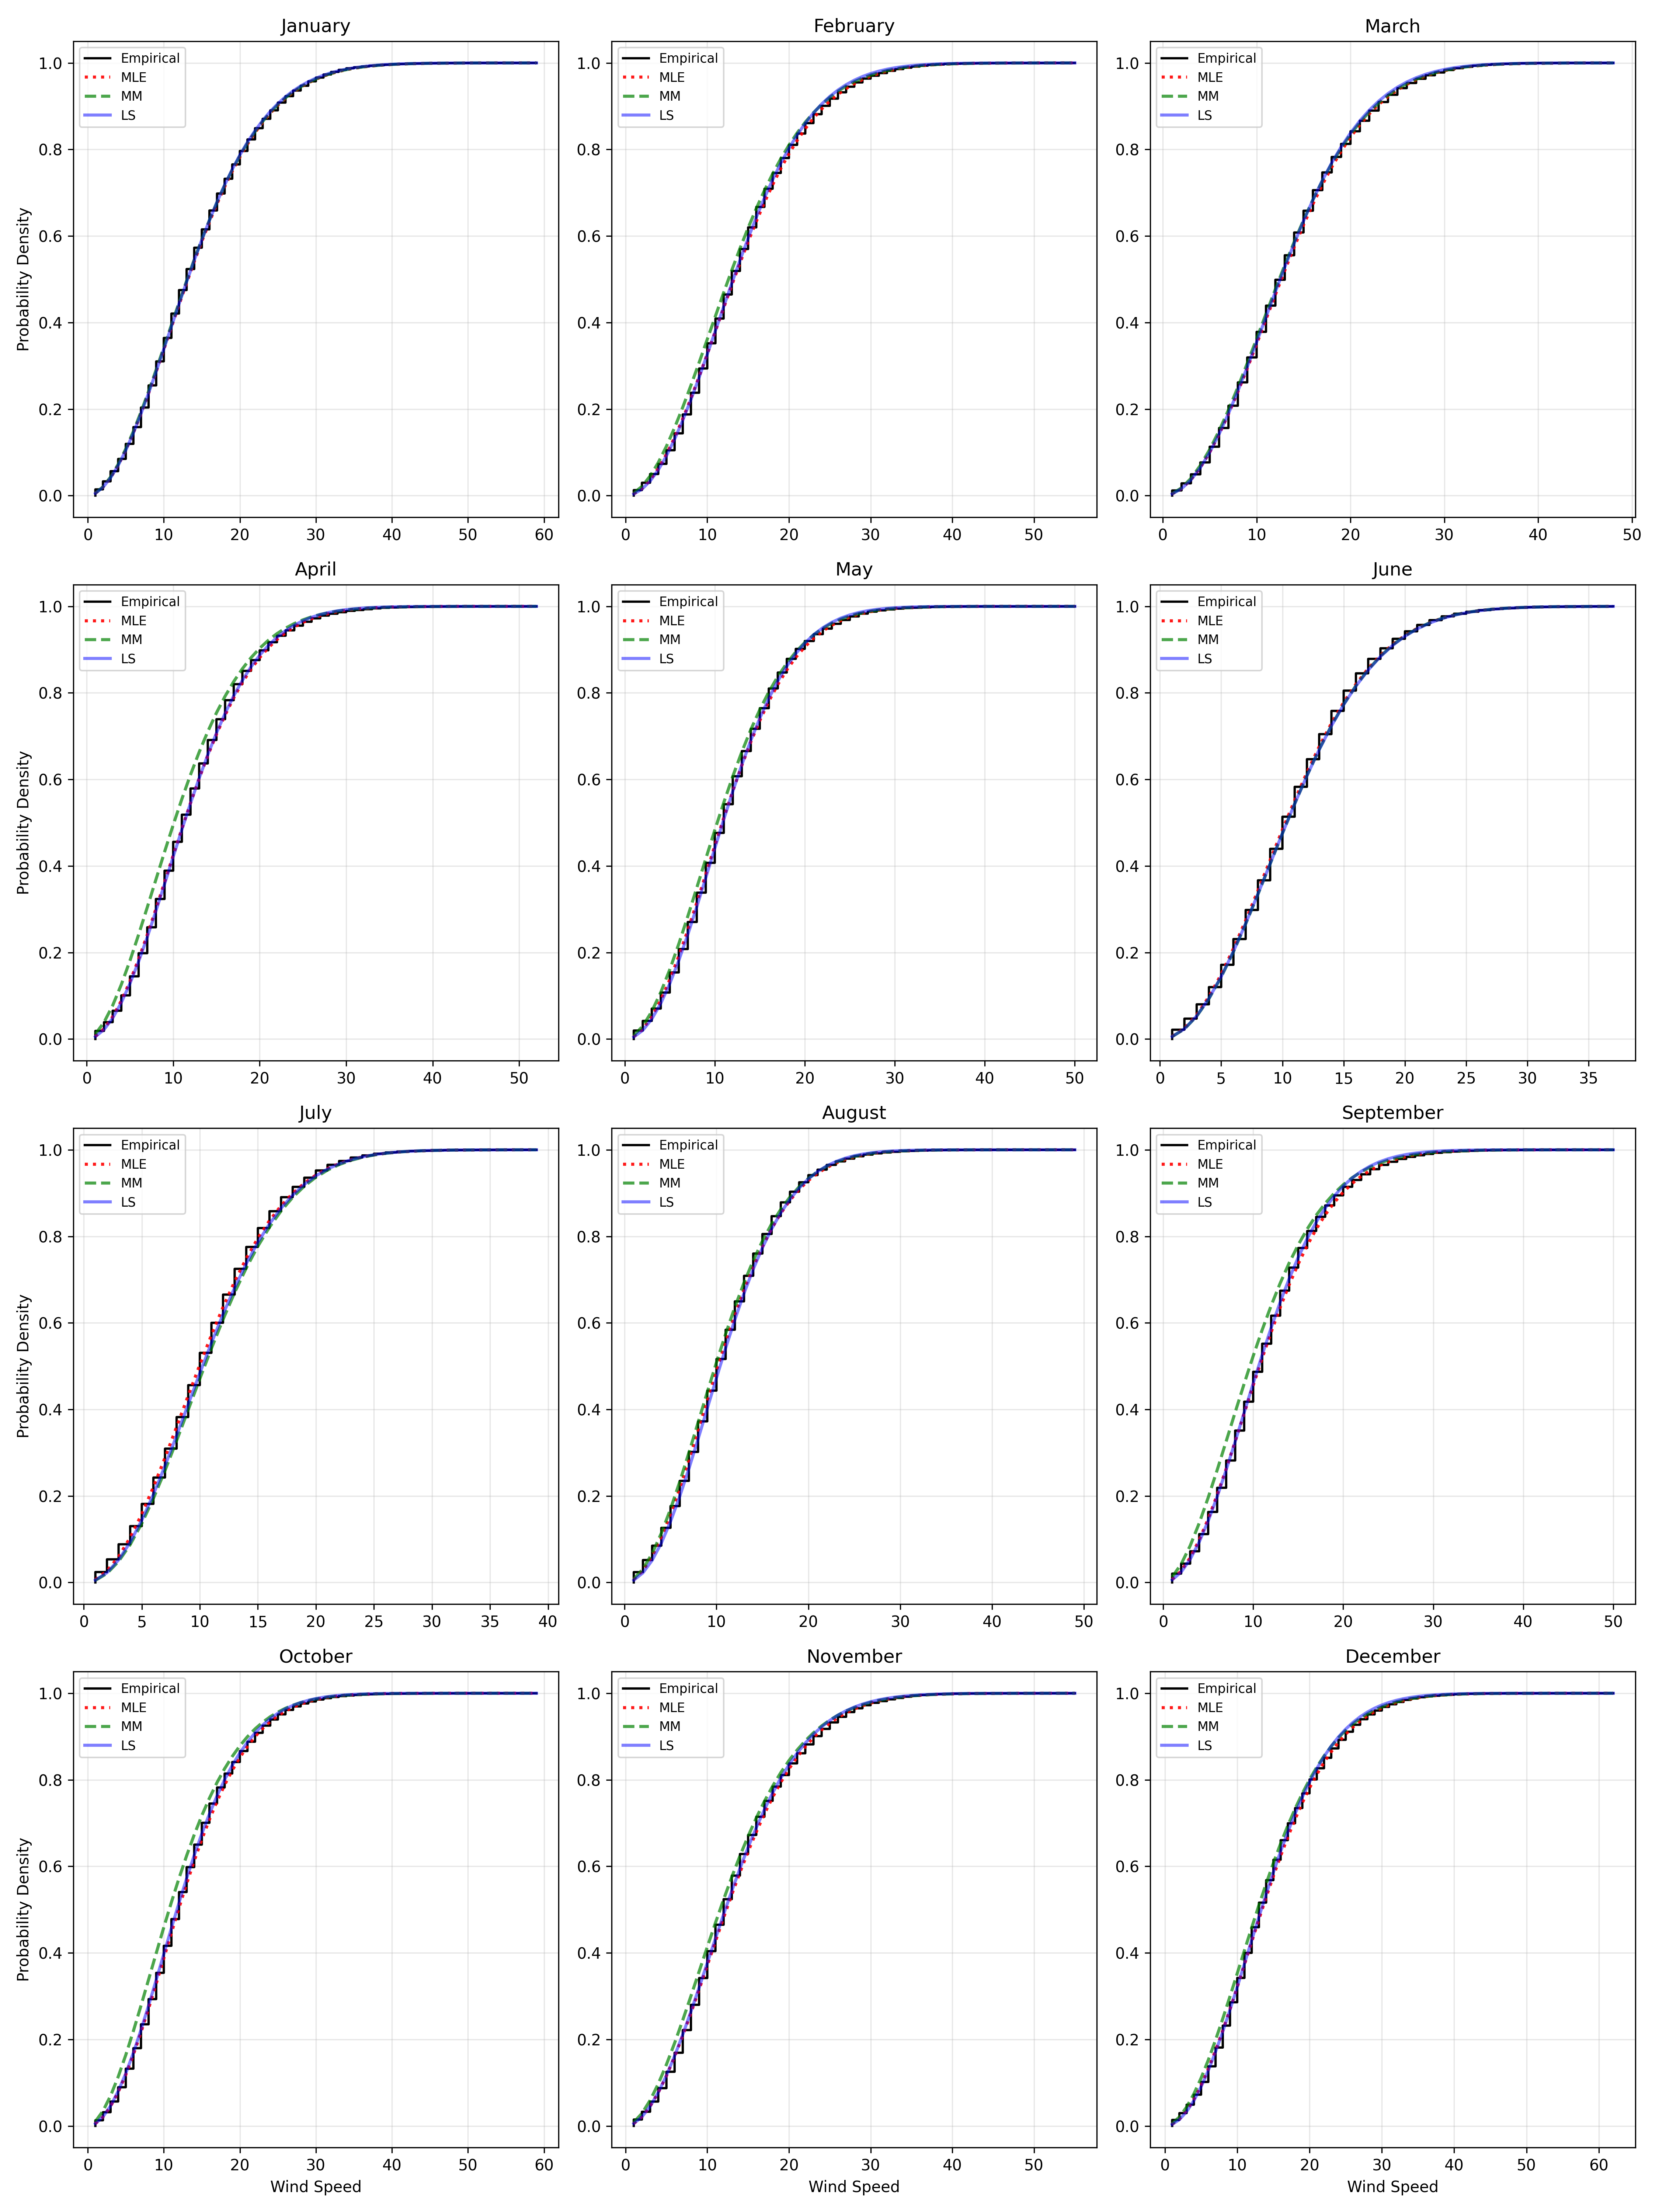 January
February
March
Empirical
MLE
MM
LS
Empirical
MLE
MM
LS
Empirical
MLE
MM
LS
Probability Density
1.0
0.8
0.6
0.4
0.2
0.0
1.0
0.8
0.6
0.4
0.2
0.0
1.0
0.8
0.6
0.4
0.2
0.0
0 10 20 30 40 50 60
0 10 20 30 40 50
0 10 20 30 40 50
April
May
June
Empirical
MLE
MM
LS
Empirical
MLE
MM
LS
Empirical
MLE
MM
LS
Probability Density
1.0
0.8
0.6
0.4
0.2
0.0
1.0
0.8
0.6
0.4
0.2
0.0
1.0
0.8
0.6
0.4
0.2
0.0
0 10 20 30 40 50
0 10 20 30 40 50
0 5 10 15 20 25 30 35
July
August
September
Empirical
MLE
MM
LS
Empirical
MLE
MM
LS
Empirical
MLE
MM
LS
Probability Density
1.0
0.8
0.6
0.4
0.2
0.0
1.0
0.8
0.6
0.4
0.2
0.0
1.0
0.8
0.6
0.4
0.2
0.0
0 5 10 15 20 25 30 35 40
0 10 20 30 40 50
0 10 20 30 40 50
October
November
December
Empirical
MLE
MM
LS
Empirical
MLE
MM
LS
Empirical
MLE
MM
LS
Probability Density
1.0
0.8
0.6
0.4
0.2
0.0
1.0
0.8
0.6
0.4
0.2
0.0
1.0
0.8
0.6
0.4
0.2
0.0
0 10 20 30 40 50 60
0 10 20 30 40 50
0 10 20 30 40 50 60
Wind Speed
Wind Speed
Wind Speed